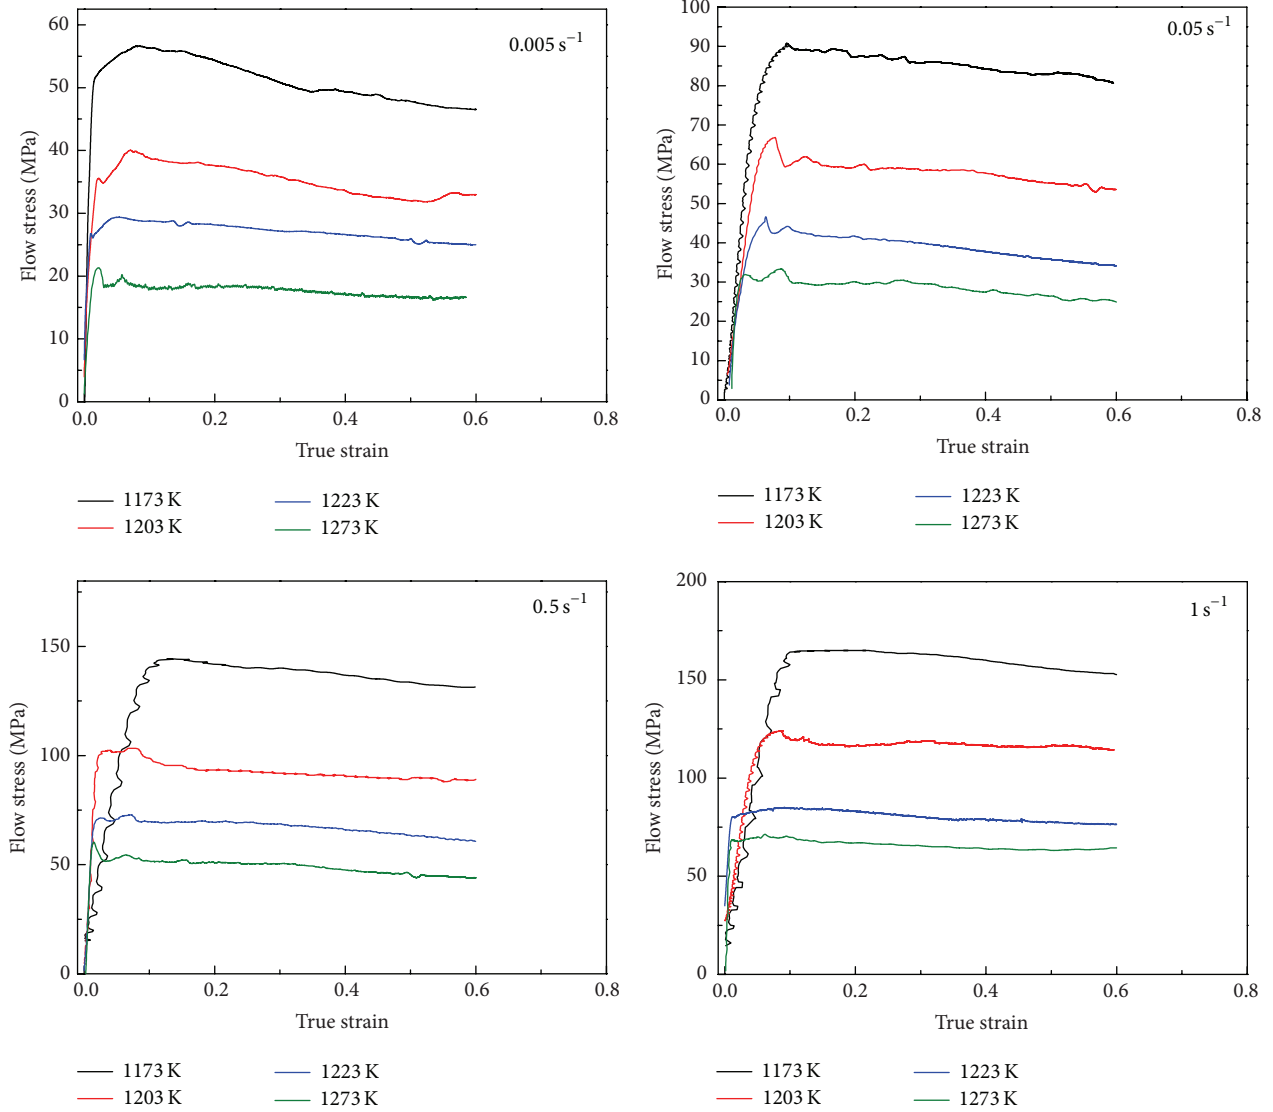 0.005 s⁻¹
60
50
40
30
20
10
0
Flow stress (MPa)
0.0 0.2 0.4 0.6 0.8
True strain
1173 K 1223 K
1203 K 1273 K
0.05 s⁻¹
100
90
80
70
60
50
40
30
20
10
0
Flow stress (MPa)
0.0 0.2 0.4 0.6 0.8
True strain
1173 K 1223 K
1203 K 1273 K
0.5 s⁻¹
150
100
50
0
Flow stress (MPa)
0.0 0.2 0.4 0.6 0.8
True strain
1173 K 1223 K
1203 K 1273 K
1 s⁻¹
200
150
100
50
0
Flow stress (MPa)
0.0 0.2 0.4 0.6 0.8
True strain
1173 K 1223 K
1203 K 1273 K